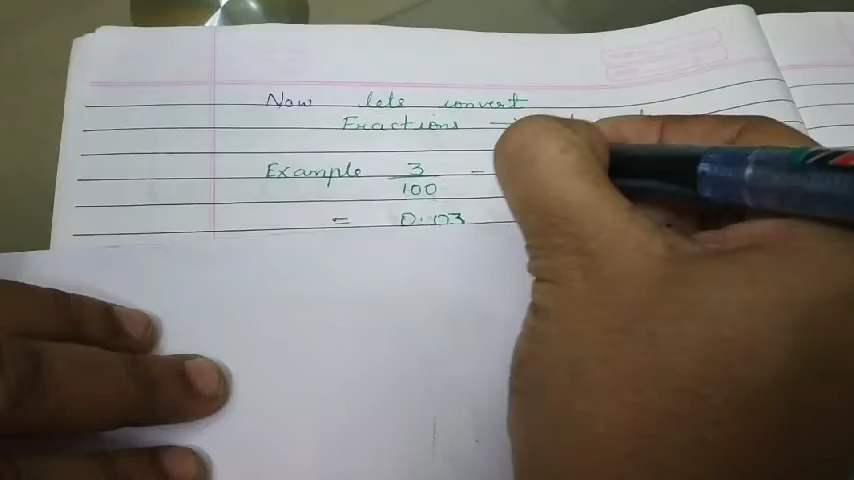 Now lets convert
Fractions →
Example 3/100 -
= 0.03